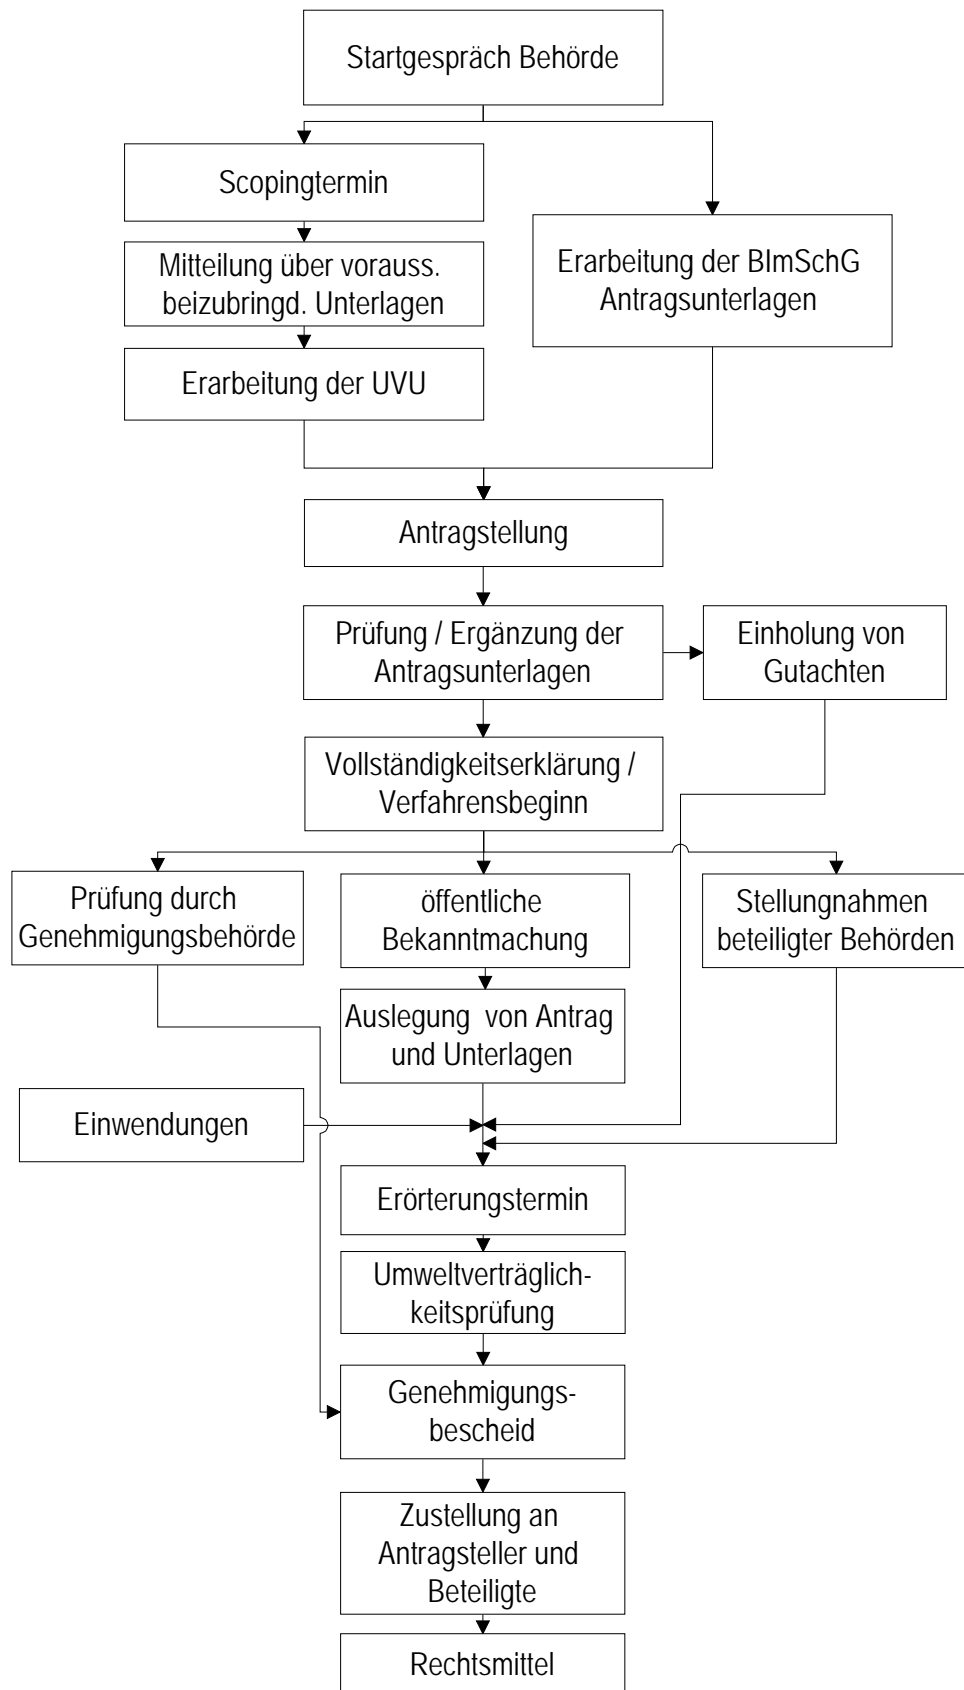 Startgespräch Behörde
Scopingtermin
Mitteilung über vorauss.
beizubringd. Unterlagen
Erarbeitung der UVU
Erarbeitung der BImSchG
Antragsunterlagen
Antragstellung
Prüfung / Ergänzung der
Antragsunterlagen
Einholung von
Gutachten
Vollständigkeitserklärung /
Verfahrensbeginn
Prüfung durch
Genehmigungsbehörde
öffentliche
Bekanntmachung
Stellungnahmen
beteiligter Behörden
Auslegung von Antrag
und Unterlagen
Einwendungen
Erörterungstermin
Umweltverträglich-
keitsprüfung
Genehmigungs-
bescheid
Zustellung an
Antragsteller und
Beteiligte
Rechtsmittel